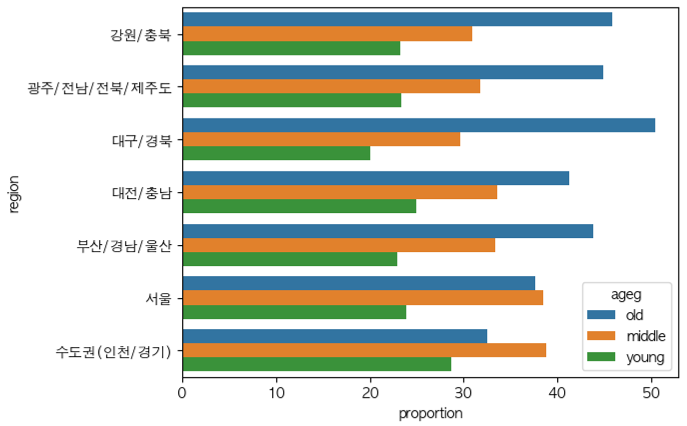 강원/충북
광주/전남/전북/제주도
대구/경북
대전/충남
부산/경남/울산
서울
수도권(인천/경기)
region
0 10 20 30 40 50
proportion
ageg
old
middle
young